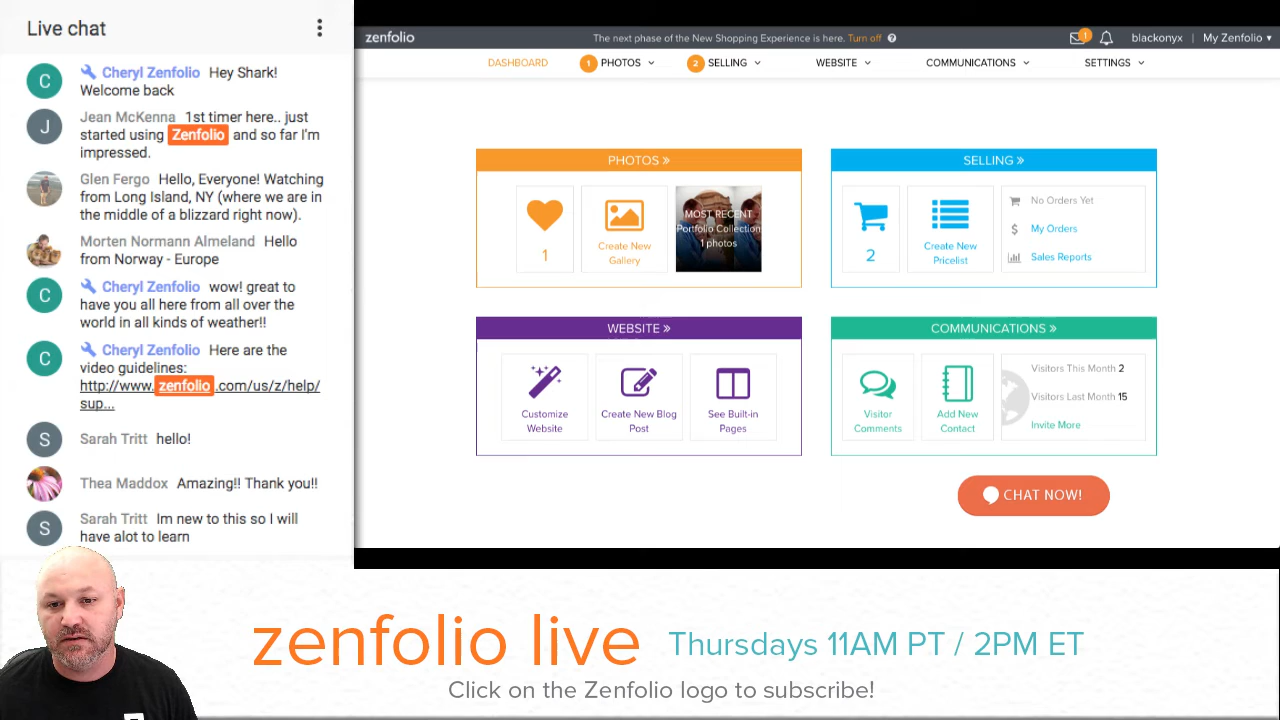 Live chat
C Cheryl Zenfolio Hey Shark!
Welcome back
J Jean McKenna 1st timer here.. just
started using Zenfolio and so far I'm
impressed.
Glen Fergo Hello, Everyone! Watching
from Long Island, NY (where we are in
the middle of a blizzard right now).
Morten Normann Almeland Hello
from Norway - Europe
C Cheryl Zenfolio wow! great to
have you all here from all over the
world in all kinds of weather!!
C Cheryl Zenfolio Here are the
video guidelines:
http://www.zenfolio.com/us/z/help/
sup...
S Sarah Tritt hello!
Thea Maddox Amazing!! Thank you!!
S Sarah Tritt Im new to this so I will
have alot to learn
zenfolio The next phase of the New Shopping Experience is here. Turn off ? 1 blackonyx | My Zenfolio
DASHBOARD 1 PHOTOS 2 SELLING WEBSITE COMMUNICATIONS SETTINGS
PHOTOS »
1
Create New
Gallery
MOST RECENT
Portfolio Collection
1 photos
SELLING »
2
Create New
Pricelist
No Orders Yet
$ My Orders
Sales Reports
WEBSITE »
Customize
Website
Create New Blog
Post
See Built-in
Pages
COMMUNICATIONS »
Visitor
Comments
Add New
Contact
Visitors This Month 2
Visitors Last Month 15
Invite More
CHAT NOW!
zenfolio live Thursdays 11AM PT / 2PM ET
Click on the Zenfolio logo to subscribe!